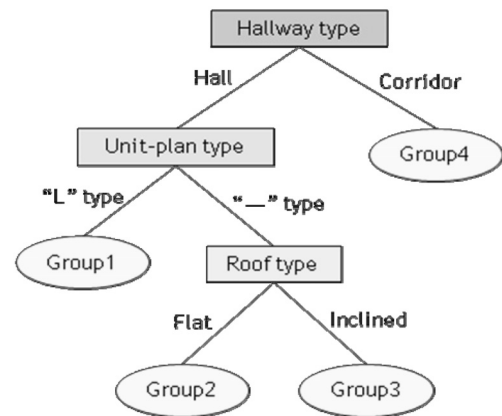 Hallway type
Hall
Corridor
Unit-plan type
Group4
“L” type
“—” type
Group1
Roof type
Flat
Inclined
Group2
Group3